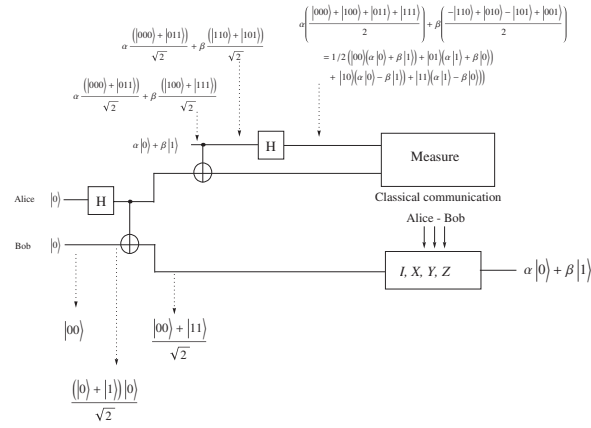 α(|000⟩ + |100⟩ + |011⟩ + |111⟩ / 2) + β(−|110⟩ + |010⟩ − |101⟩ + |001⟩ / 2)
α (|000⟩ + |011⟩) / √2 + β (|110⟩ + |101⟩) / √2
= 1/2 (|00⟩(α|0⟩ + β|1⟩) + |01⟩(α|1⟩ + β|0⟩)
+ |10⟩(α|0⟩ − β|1⟩) + |11⟩(α|1⟩ − β|0⟩))
α (|000⟩ + |011⟩) / √2 + β (|100⟩ + |111⟩) / √2
α |0⟩ + β |1⟩
H
Measure
Classical communication
Alice - Bob
Alice |0⟩ H
Bob |0⟩
I, X, Y, Z
α |0⟩ + β |1⟩
|00⟩
|00⟩ + |11⟩ / √2
(|0⟩ + |1⟩) |0⟩ / √2